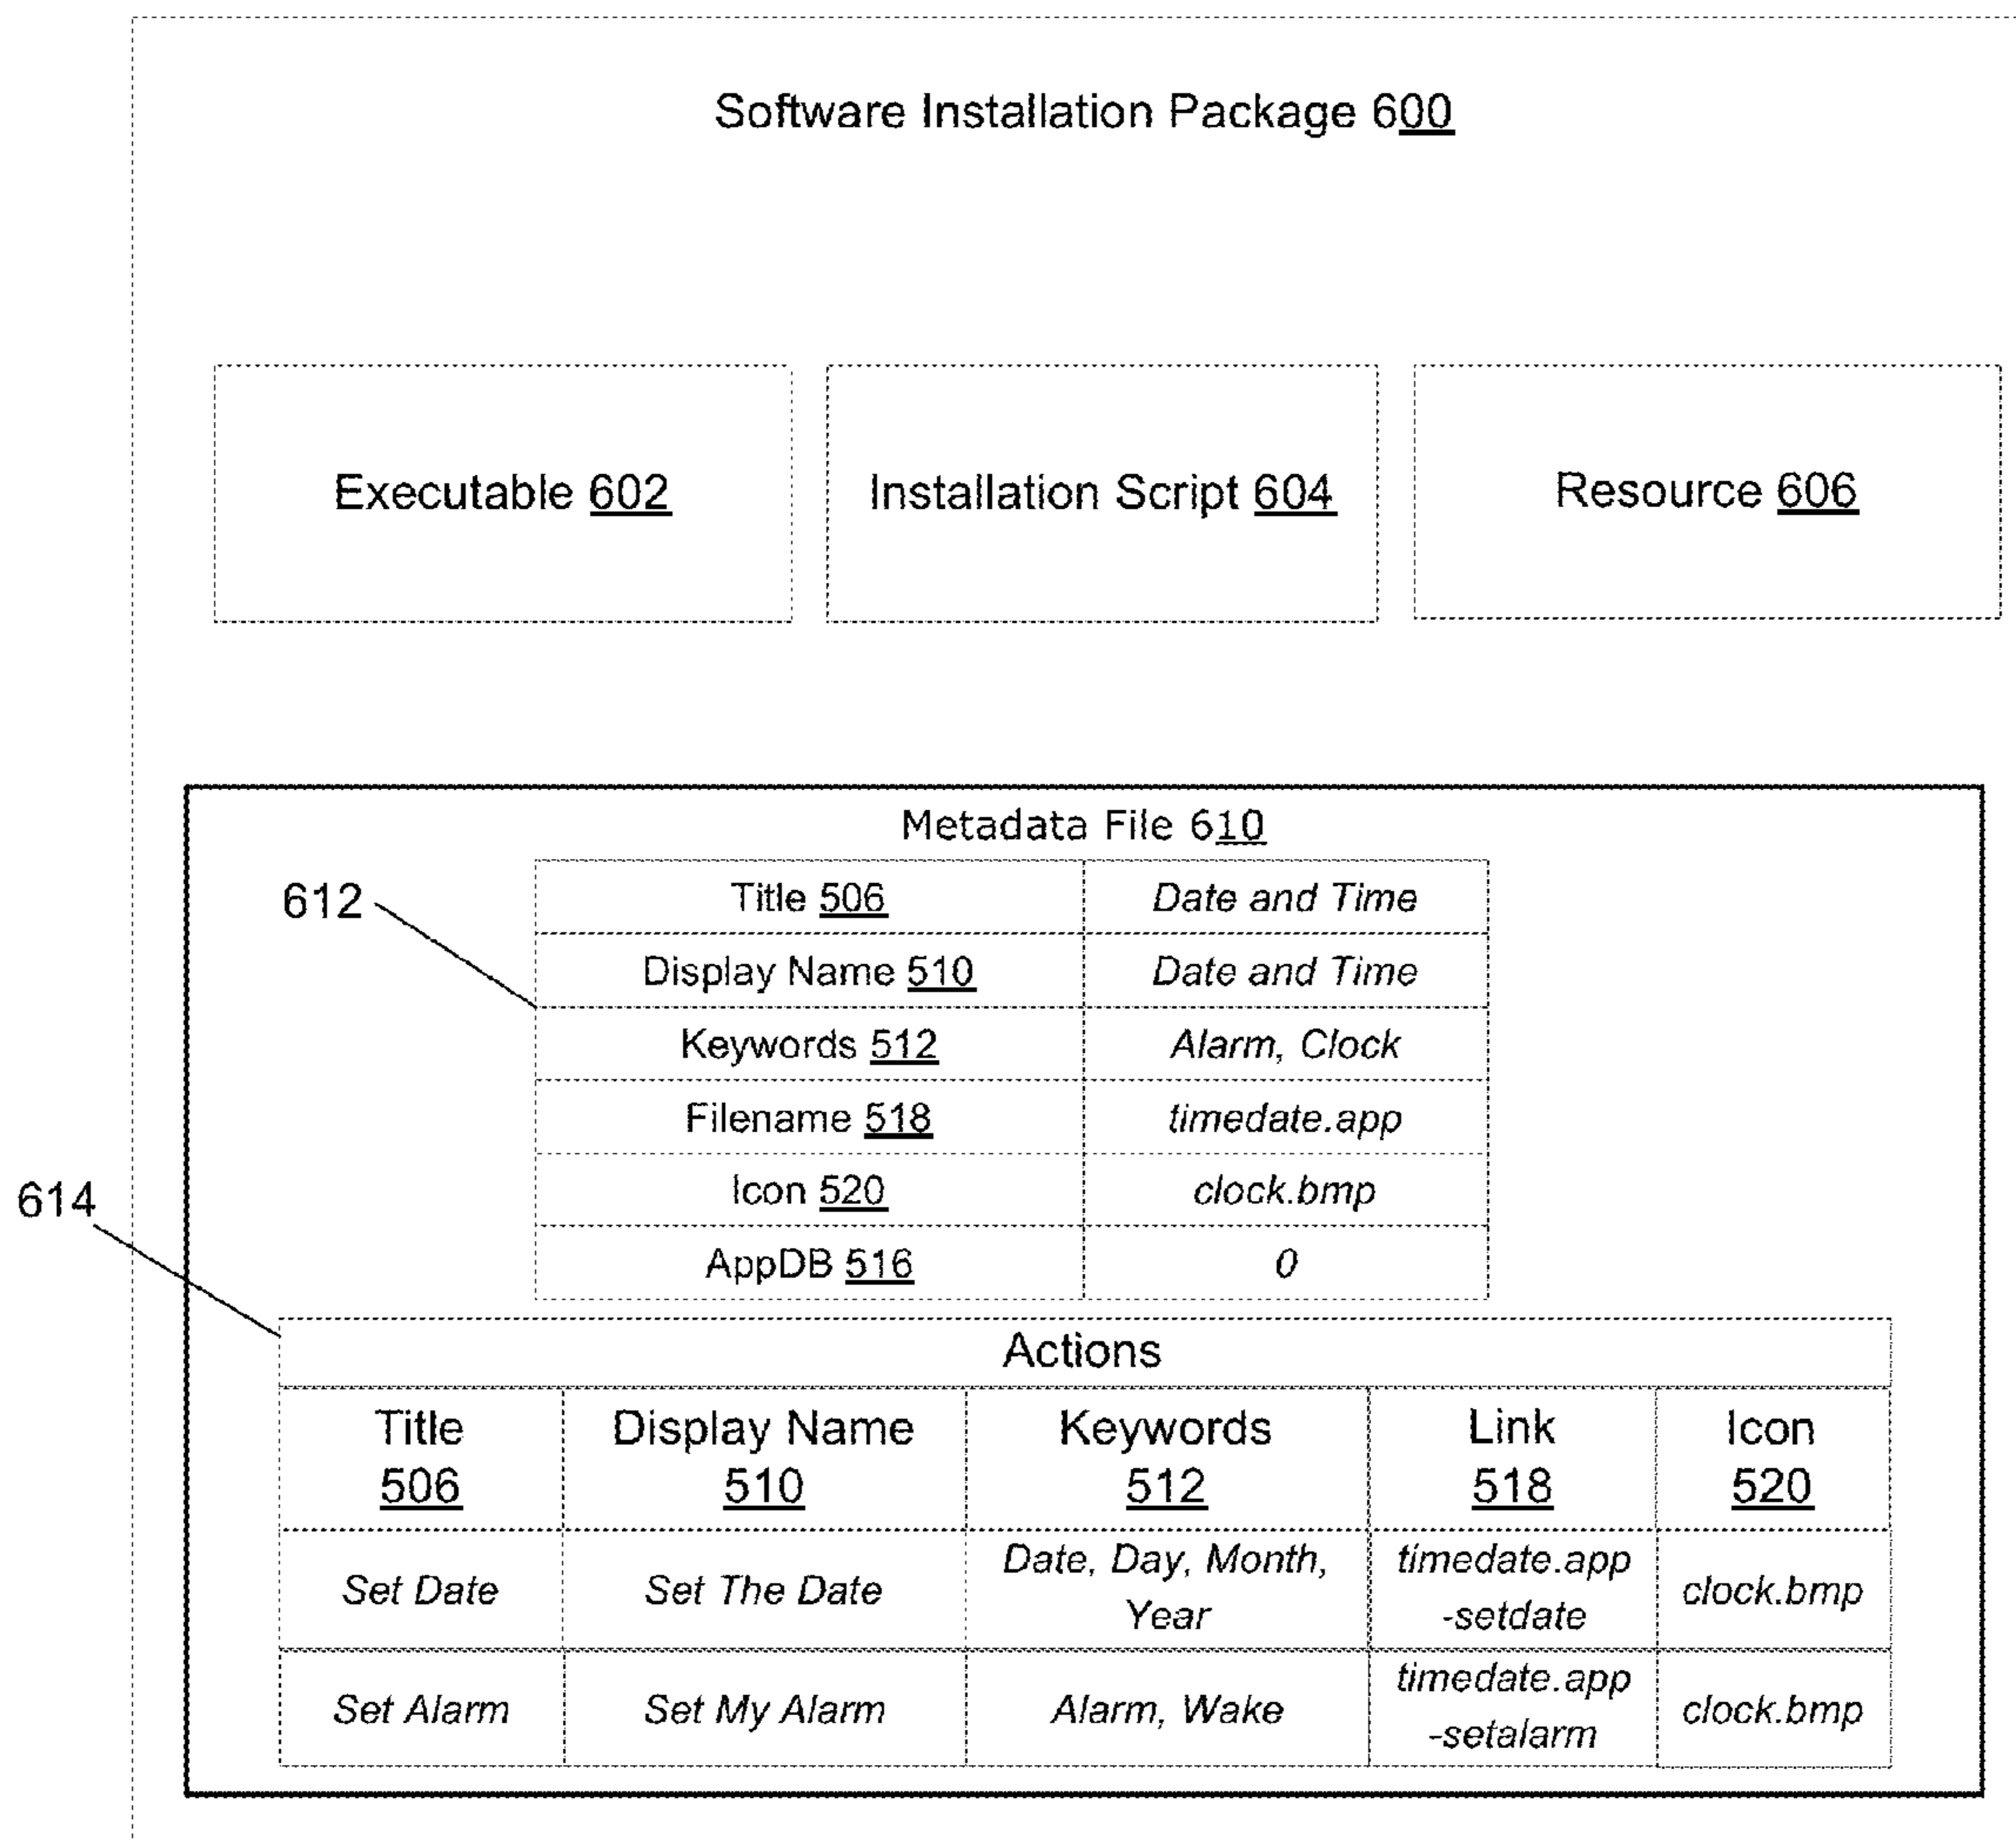 Software Installation Package 600
Executable 602
Installation Script 604
Resource 606
Metadata File 610
612
Title 506 Date and Time
Display Name 510 Date and Time
Keywords 512 Alarm, Clock
Filename 518 timedate.app
Icon 520 clock.bmp
AppDB 516 0
614
Actions
Title 506
Display Name 510
Keywords 512
Link 518
Icon 520
Set Date
Set The Date
Date, Day, Month,
Year
timedate.app
-setdate
clock.bmp
Set Alarm
Set My Alarm
Alarm, Wake
timedate.app
-setalarm
clock.bmp